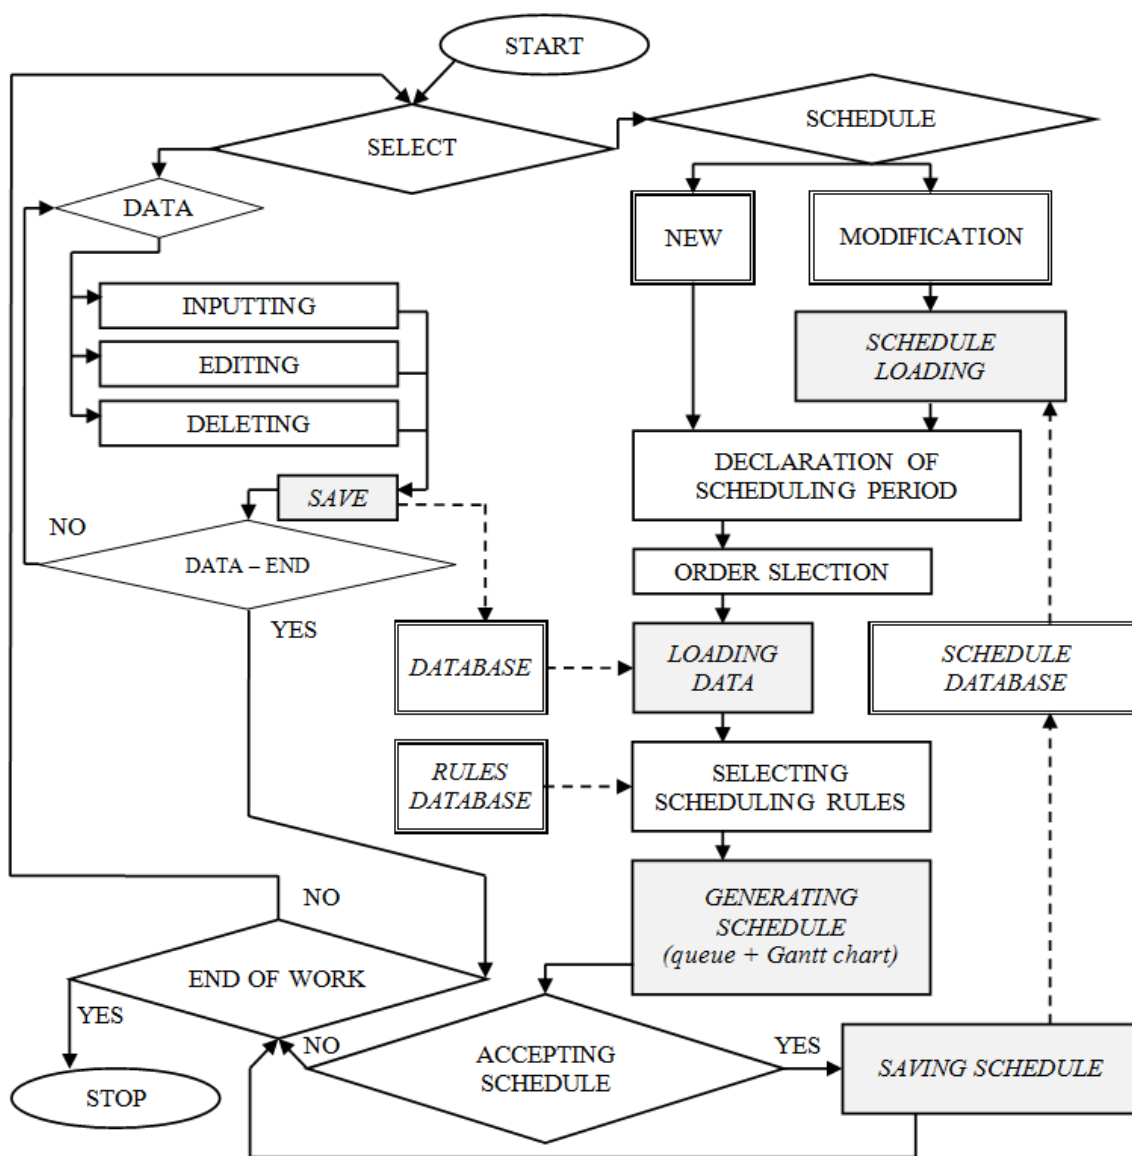 START
SELECT
SCHEDULE
DATA
NEW
MODIFICATION
INPUTTING
EDITING
DELETING
SCHEDULE
LOADING
DECLARATION OF
SCHEDULING PERIOD
SAVE
NO
DATA – END
YES
ORDER SLECTION
DATABASE
LOADING
DATA
SCHEDULE
DATABASE
RULES
DATABASE
SELECTING
SCHEDULING RULES
GENERATING
SCHEDULE
(queue + Gantt chart)
NO
END OF WORK
YES
STOP
NO
ACCEPTING
SCHEDULE
YES
SAVING SCHEDULE